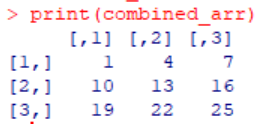 > print(combined_arr)
     [,1] [,2] [,3]
[1,]    1    4    7
[2,]   10   13   16
[3,]   19   22   25